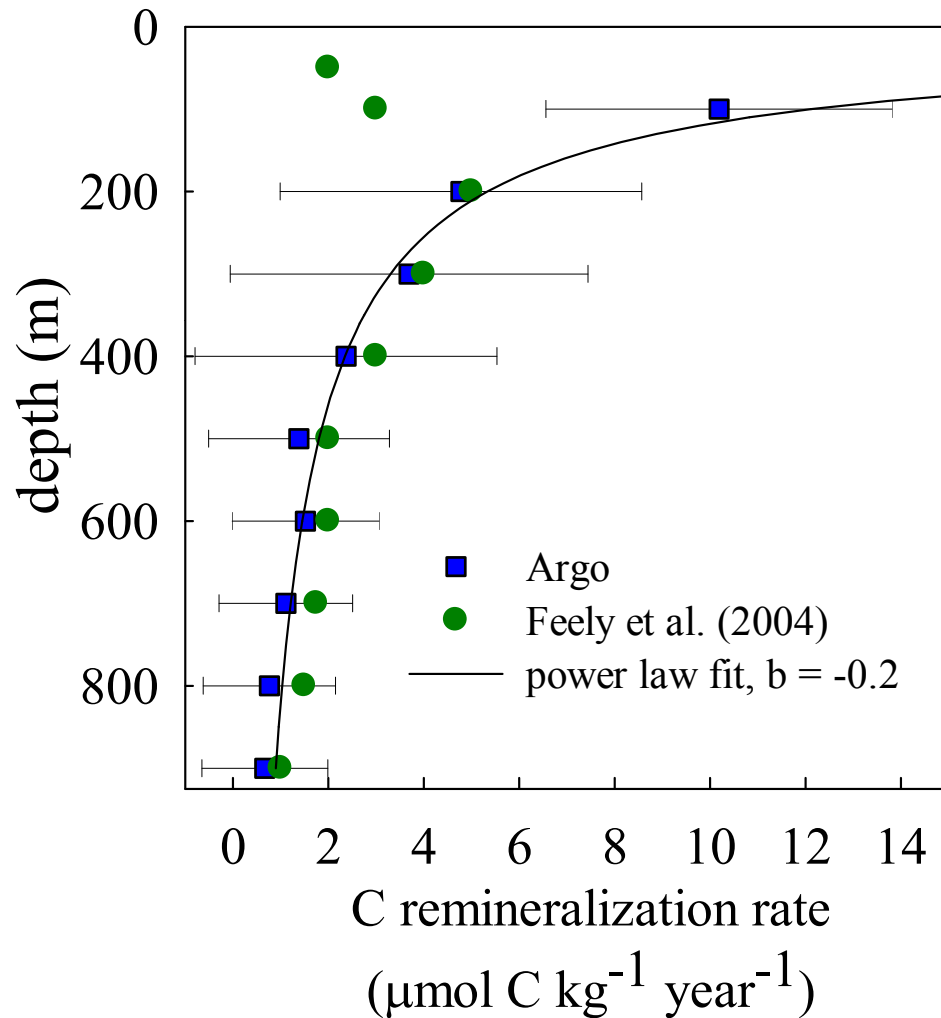 0
200
400
600
800
depth (m)
Argo
Feely et al. (2004)
power law fit, b = -0.2
0 2 4 6 8 10 12 14
C remineralization rate
(μmol C kg⁻¹ year⁻¹)